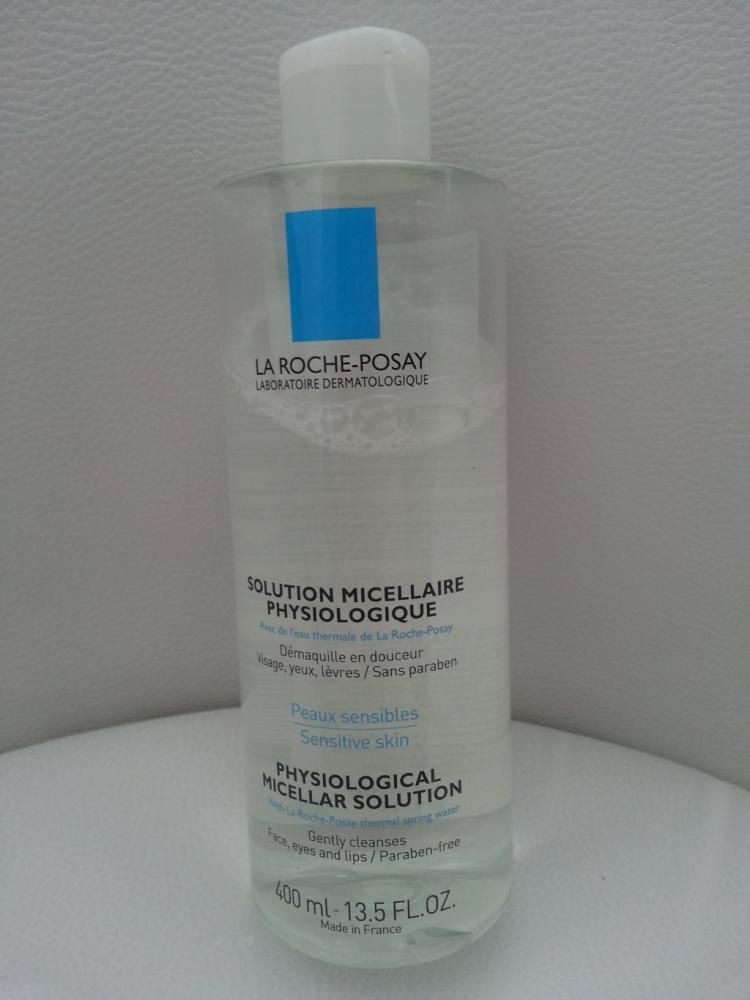 LA ROCHE-POSAY
LABORATOIRE DERMATOLOGIQUE
SOLUTION MICELLAIRE
PHYSIOLOGIQUE
Avec de l'eau thermale de La Roche-Posay
Démaquille en douceur
Visage, yeux, lèvres / Sans paraben
Peaux sensibles
Sensitive skin
PHYSIOLOGICAL
MICELLAR SOLUTION
With La Roche-Posay thermal spring water
Gently cleanses
Face, eyes and lips / Paraben-free
400 ml - 13.5 FL.OZ.
Made in France